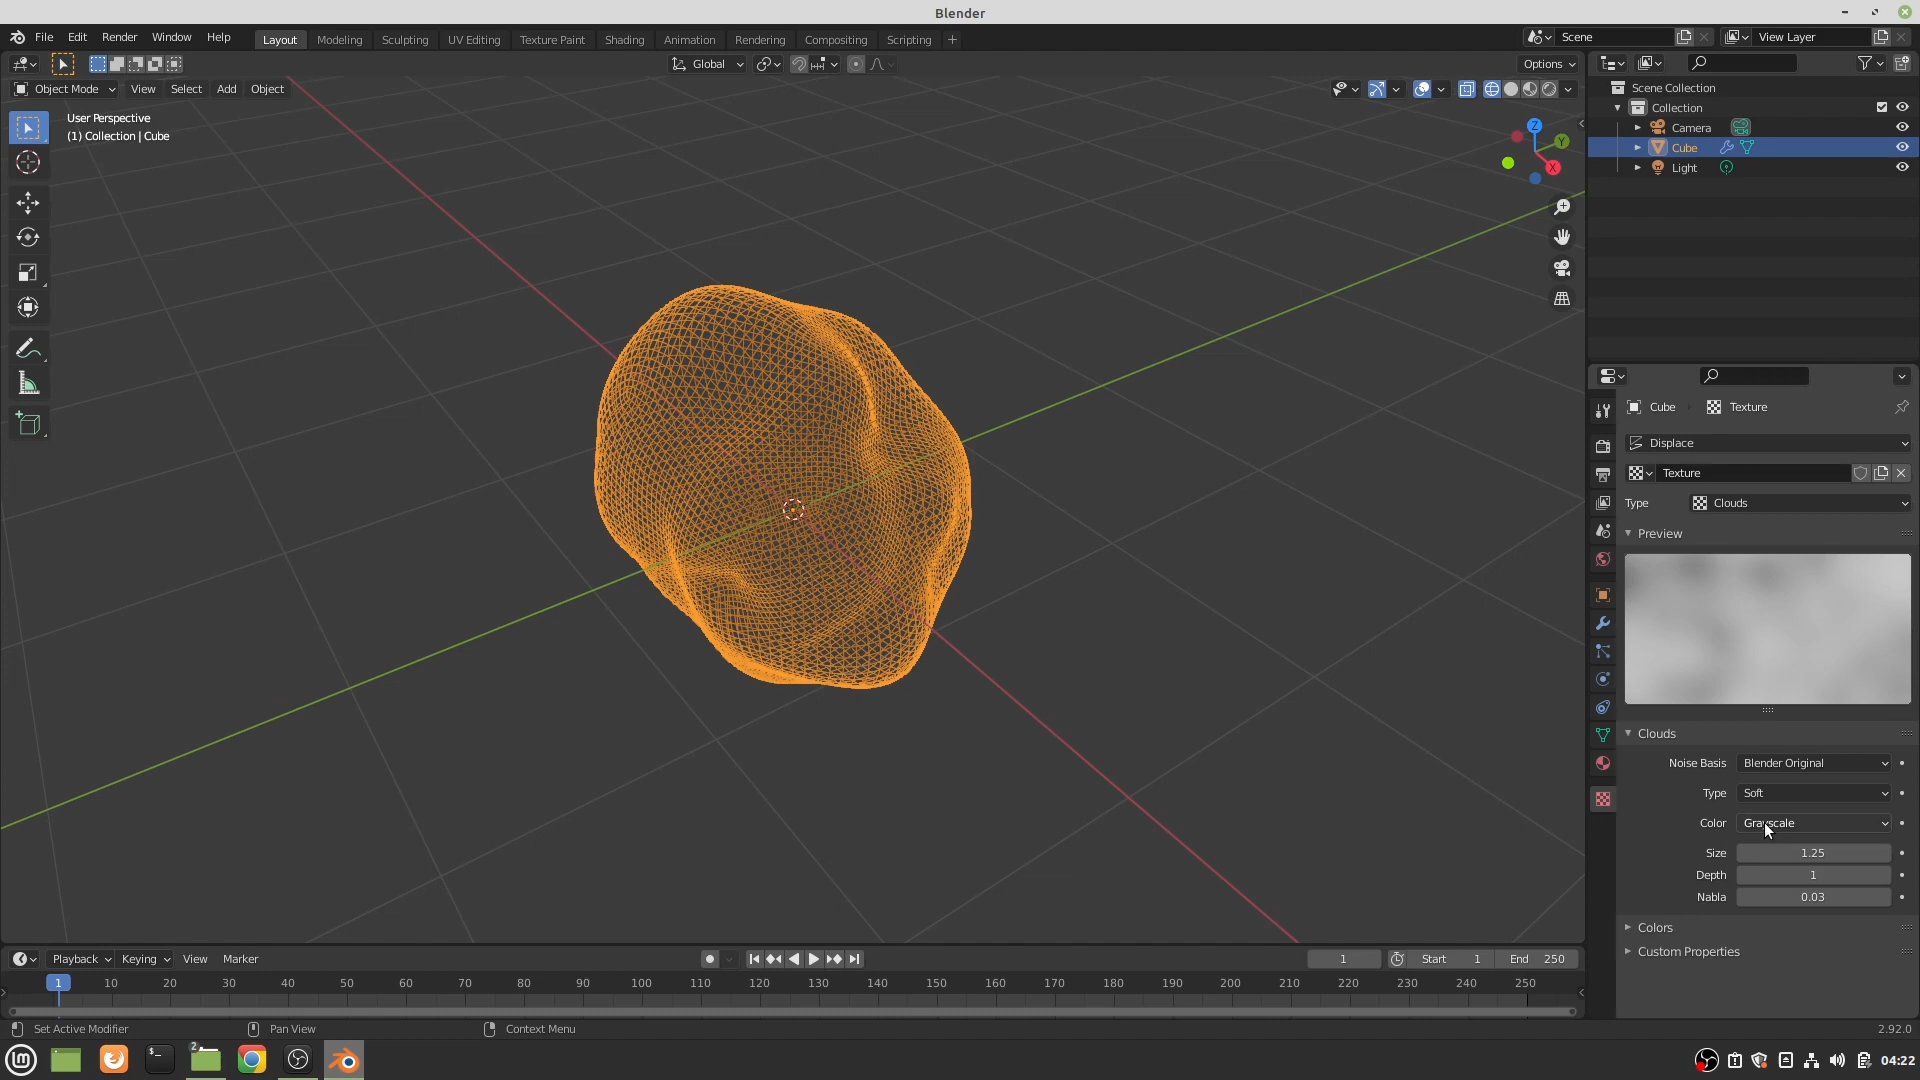 Blender
File Edit Render Window Help
Layout Modeling Sculpting UV Editing Texture Paint Shading Animation Rendering Compositing Scripting +
Scene
View Layer
Global
Options
Object Mode View Select Add Object
User Perspective
(1) Collection | Cube
Z
Y
X
Scene Collection
Collection
Camera
Cube
Light
Cube Texture
Displace
Texture
Type Clouds
Preview
Clouds
Noise Basis Blender Original
Type Soft
Color Grayscale
Size 1.25
Depth 1
Nabla 0.03
Colors
Custom Properties
Playback Keying View Marker
1
Start 1 End 250
1 10 20 30 40 50 60 70 80 90 100 110 120 130 140 150 160 170 180 190 200 210 220 230 240 250
Set Active Modifier
Pan View
Context Menu
2.92.0
2
04:22